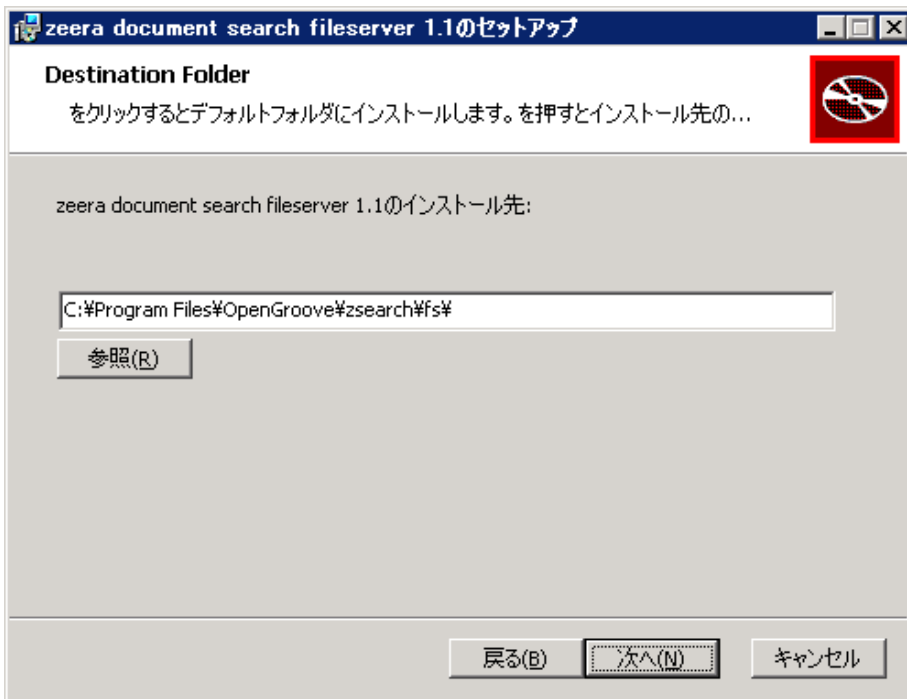 zeera document search fileserver 1.1のセットアップ
Destination Folder
をクリックするとデフォルトフォルダにインストールします。を押すとインストール先の...
zeera document search fileserver 1.1のインストール先:
C:¥Program Files¥OpenGroove¥zsearch¥fs¥
参照(R)
戻る(B) 次へ(N) キャンセル